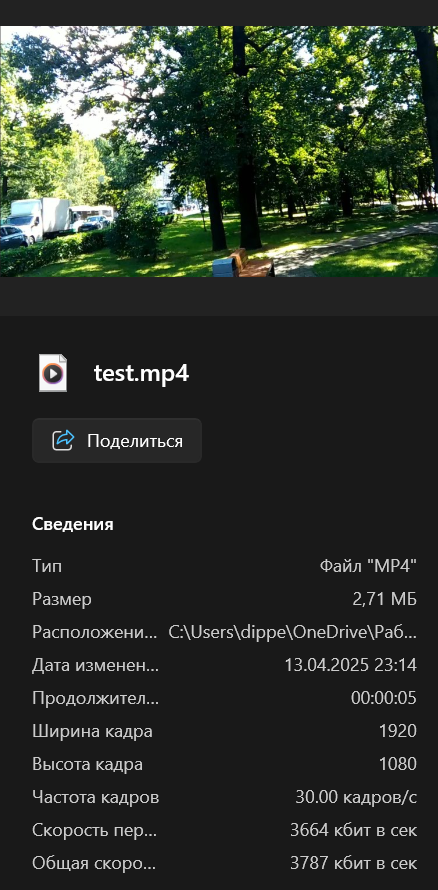 test.mp4
Поделиться
Сведения
Тип Файл "MP4"
Размер 2,71 МБ
Расположени... C:\Users\dippe\OneDrive\Раб...
Дата изменен... 13.04.2025 23:14
Продолжител... 00:00:05
Ширина кадра 1920
Высота кадра 1080
Частота кадров 30.00 кадров/с
Скорость пер... 3664 кбит в сек
Общая скоро... 3787 кбит в сек